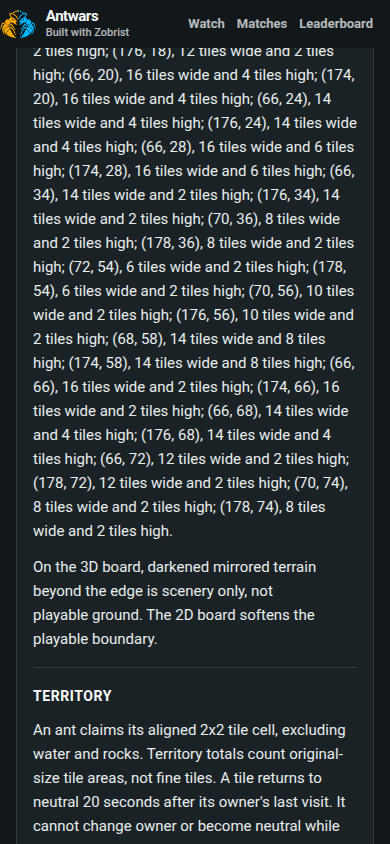 Antwars
Built with Zobrist
Watch Matches Leaderboard
2 tiles high; (176, 18), 12 tiles wide and 2 tiles
high; (66, 20), 16 tiles wide and 4 tiles high; (174,
20), 16 tiles wide and 4 tiles high; (66, 24), 14
tiles wide and 4 tiles high; (176, 24), 14 tiles wide
and 4 tiles high; (66, 28), 16 tiles wide and 6 tiles
high; (174, 28), 16 tiles wide and 6 tiles high; (66,
34), 14 tiles wide and 2 tiles high; (176, 34), 14
tiles wide and 2 tiles high; (70, 36), 8 tiles wide
and 2 tiles high; (178, 36), 8 tiles wide and 2 tiles
high; (72, 54), 6 tiles wide and 2 tiles high; (178,
54), 6 tiles wide and 2 tiles high; (70, 56), 10 tiles
wide and 2 tiles high; (176, 56), 10 tiles wide and
2 tiles high; (68, 58), 14 tiles wide and 8 tiles
high; (174, 58), 14 tiles wide and 8 tiles high; (66,
66), 16 tiles wide and 2 tiles high; (174, 66), 16
tiles wide and 2 tiles high; (66, 68), 14 tiles wide
and 4 tiles high; (176, 68), 14 tiles wide and 4
tiles high; (66, 72), 12 tiles wide and 2 tiles high;
(178, 72), 12 tiles wide and 2 tiles high; (70, 74),
8 tiles wide and 2 tiles high; (178, 74), 8 tiles
wide and 2 tiles high.
On the 3D board, darkened mirrored terrain
beyond the edge is scenery only, not
playable ground. The 2D board softens the
playable boundary.
TERRITORY
An ant claims its aligned 2x2 tile cell, excluding
water and rocks. Territory totals count original-
size tile areas, not fine tiles. A tile returns to
neutral 20 seconds after its owner's last visit. It
cannot change owner or become neutral while